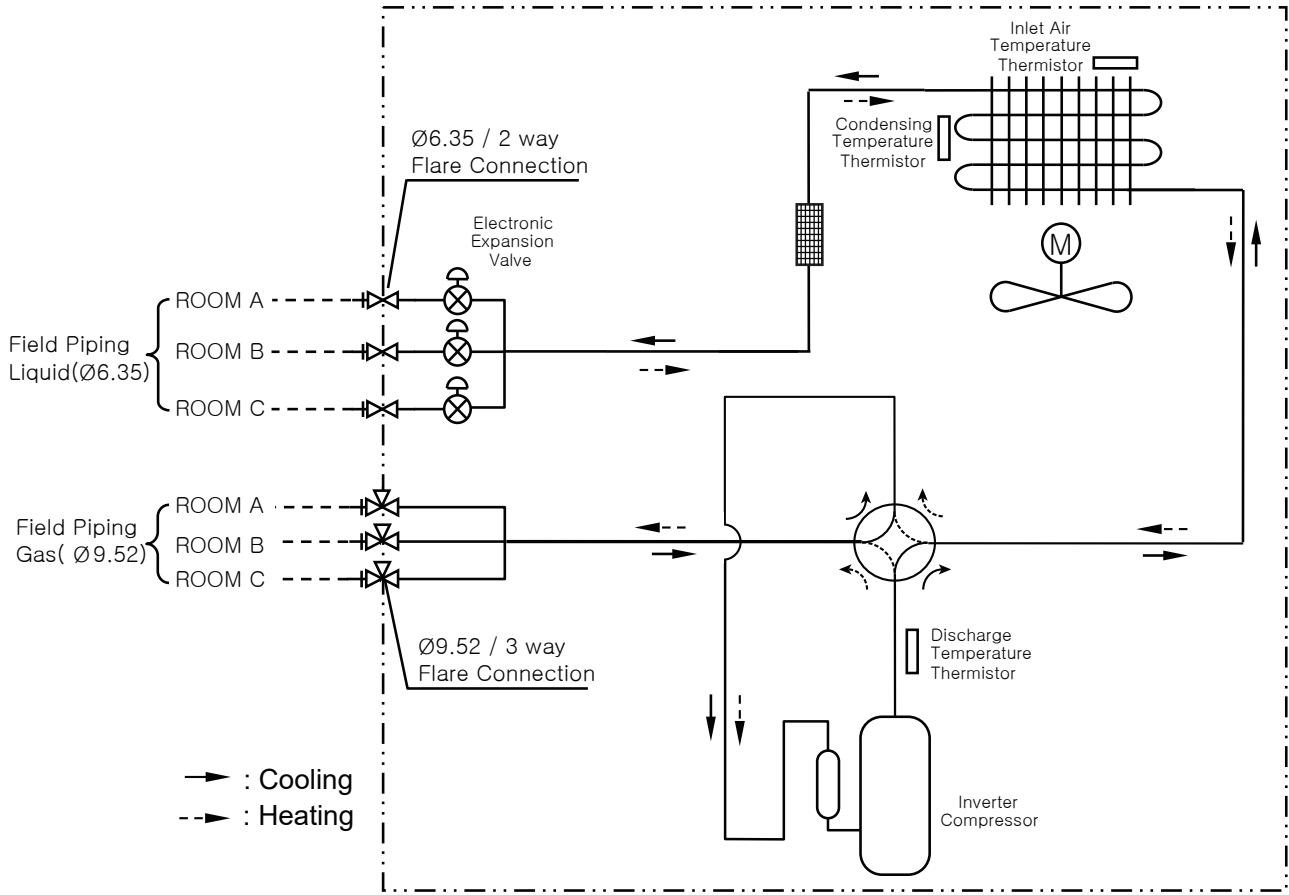 Inlet Air
Temperature
Thermistor
Condensing
Temperature
Thermistor
Ø6.35 / 2 way
Flare Connection
Electronic
Expansion
Valve
M
Field Piping
Liquid(Ø6.35)
ROOM A
ROOM B
ROOM C
Field Piping
Gas( Ø9.52)
ROOM A
ROOM B
ROOM C
Ø9.52 / 3 way
Flare Connection
Discharge
Temperature
Thermistor
Inverter
Compressor
: Cooling
: Heating